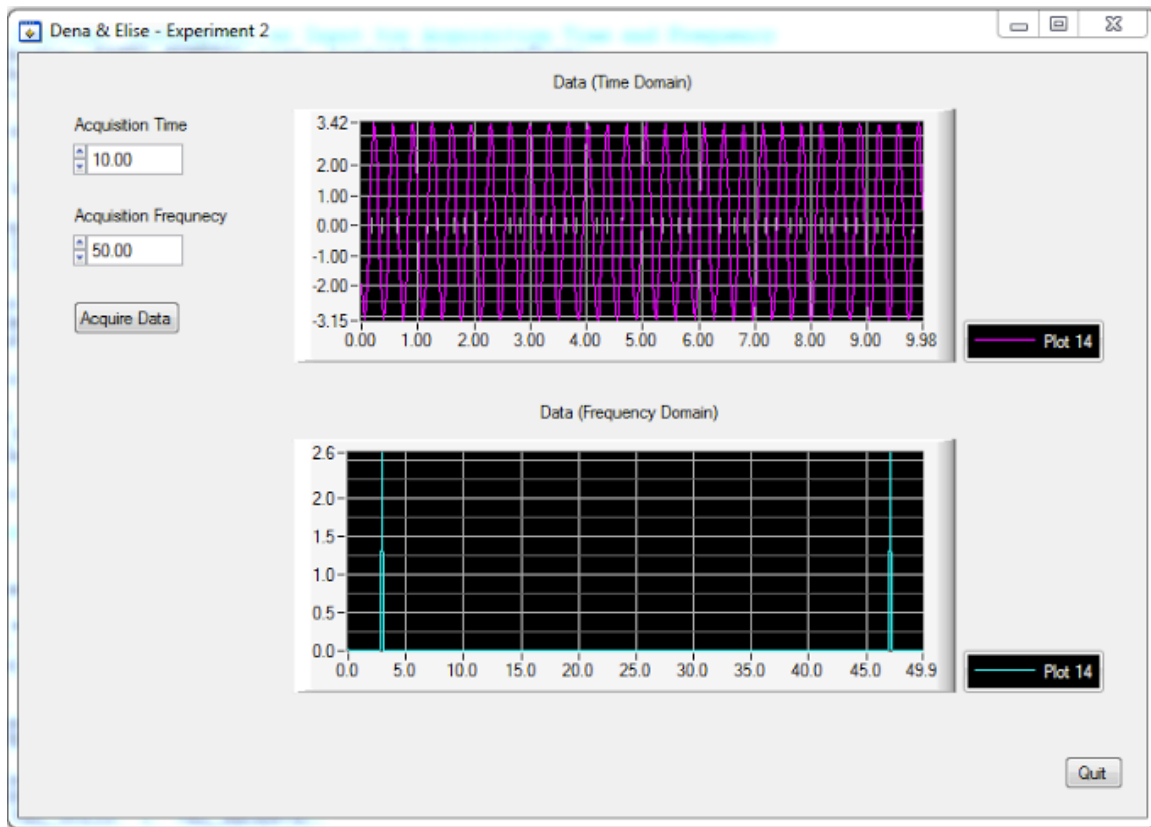 Dena & Elise - Experiment 2
Data (Time Domain)
Acquisition Time
10.00
Acquisition Frequnecy
50.00
Acquire Data
3.42
2.00
1.00
0.00
-1.00
-2.00
-3.15
0.00 1.00 2.00 3.00 4.00 5.00 6.00 7.00 8.00 9.00 9.98
Plot 14
Data (Frequency Domain)
2.6
2.0
1.5
1.0
0.5
0.0
0.0 5.0 10.0 15.0 20.0 25.0 30.0 35.0 40.0 45.0 49.9
Plot 14
Quit